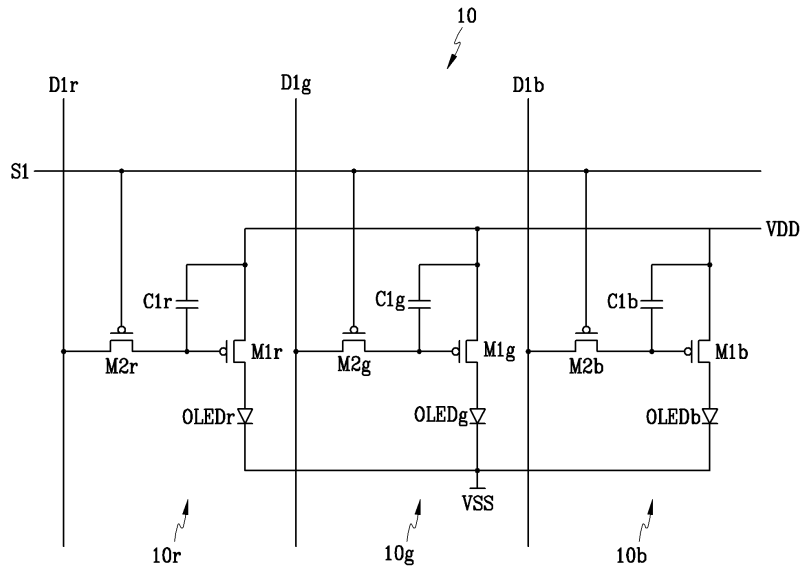 10
D1r
D1g
D1b
S1
VDD
C1r
C1g
C1b
M2r
M1r
M2g
M1g
M2b
M1b
OLEDr
OLEDg
OLEDb
VSS
10r
10g
10b